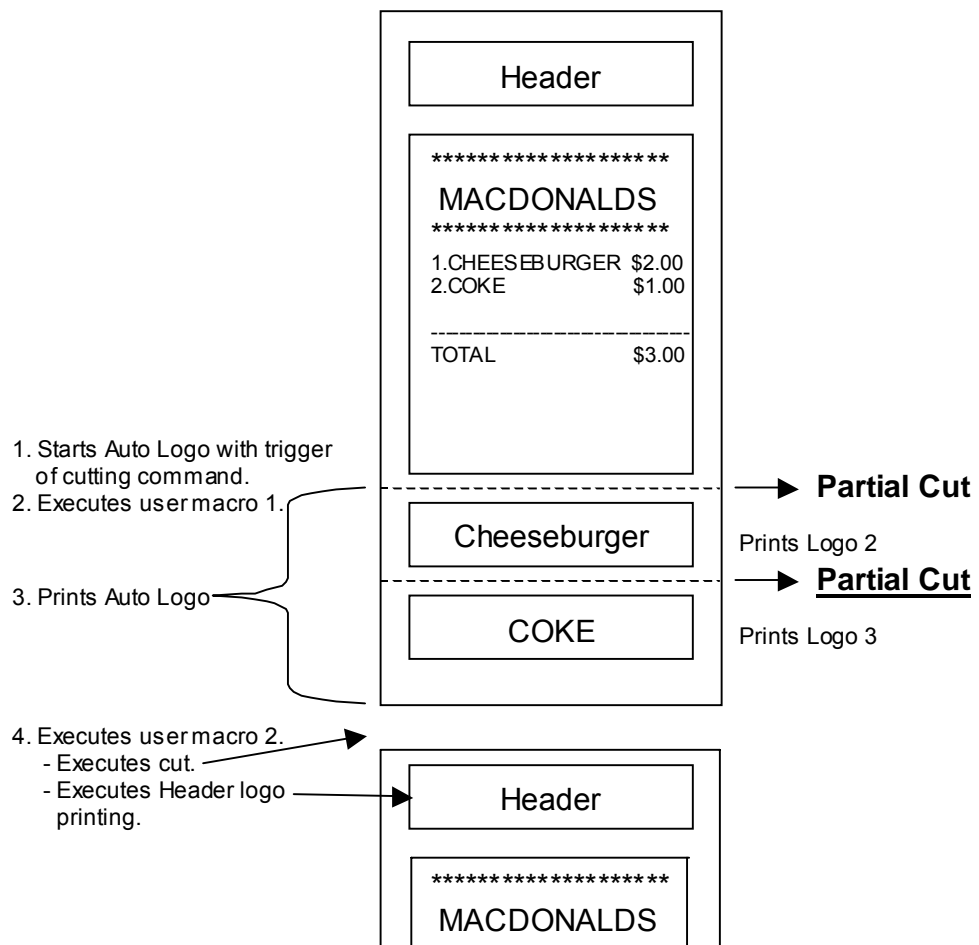 Header
********************
MACDONALDS
********************
1.CHEESEBURGER $2.00
2.COKE $1.00
----------------------------------------
TOTAL $3.00
1. Starts Auto Logo with trigger
of cutting command.
2. Executes user macro 1.
Partial Cut
Cheeseburger
Prints Logo 2
3. Prints Auto Logo
Partial Cut
COKE
Prints Logo 3
4. Executes user macro 2.
- Executes cut.
- Executes Header logo
printing.
Header
********************
MACDONALDS